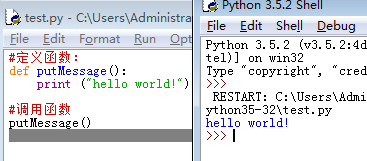 test.py - C:\Users\Administra
File Edit Format Run Options
#定义函数：
def putMessage():
    print ("hello world!")
#调用函数
putMessage()
Python 3.5.2 Shell
File Edit Shell Debug Option
Python 3.5.2 (v3.5.2:4d
tel)] on win32
Type "copyright", "cred
>>>
RESTART: C:\Users\Admi
ython35-32\test.py
hello world!
>>>